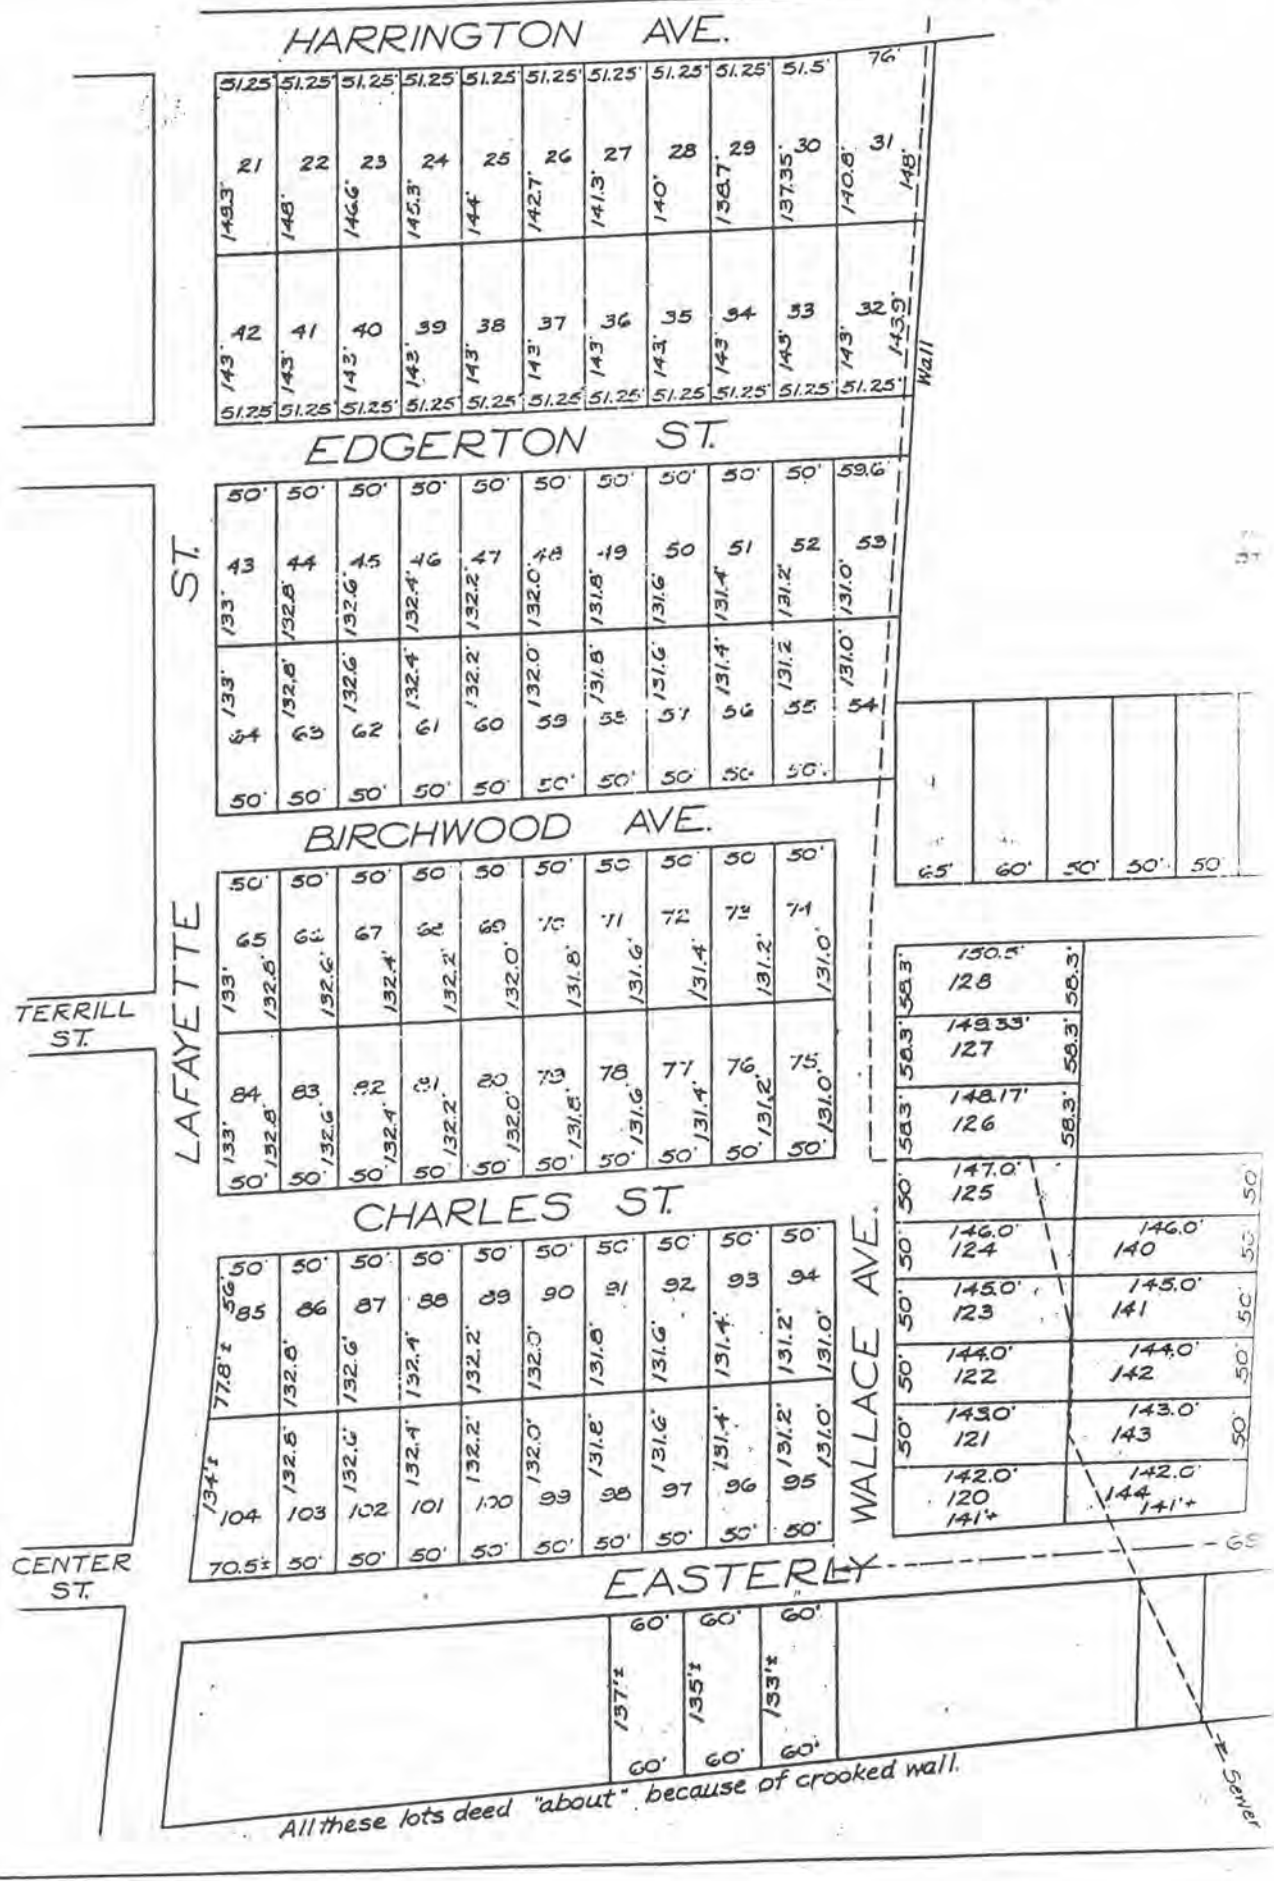 HARRINGTON AVE.
51.25' 51.25' 51.25' 51.25' 51.25' 51.25' 51.25' 51.25' 51.25' 51.5' 76'
21 22 23 24 25 26 27 28 29 30 31
149.3' 148' 146.6' 145.3' 144' 142.7' 141.3' 140' 138.7' 137.35' 140.8' 148'
42 41 40 39 38 37 36 35 34 33 32
143' 143' 143' 143' 143' 143' 143' 143' 143' 143' 143' 143.9'
Wall
51.25' 51.25' 51.25' 51.25' 51.25' 51.25' 51.25' 51.25' 51.25' 51.25' 51.25'
EDGERTON ST.
50' 50' 50' 50' 50' 50' 50' 50' 50' 50' 59.6'
43 44 45 46 47 48 49 50 51 52 53
133' 132.8' 132.6' 132.4' 132.2' 132.0' 131.8' 131.6' 131.4' 131.2' 131.0'
133' 132.8' 132.6' 132.4' 132.2' 132.0' 131.8' 131.6' 131.4' 131.2 131.0'
64 63 62 61 60 59 58 57 56 55 54
50' 50' 50' 50' 50' 50' 50' 50' 50 50'
65' 60' 50' 50' 50'
BIRCHWOOD AVE.
50' 50' 50' 50' 50' 50' 50 50' 50 50'
65 66 67 68 69 70 71 72 73 74
133' 132.8' 132.6' 132.4' 132.2' 132.0' 131.8' 131.6' 131.4' 131.2' 131.0'
84 83 82 81 80 79 78 77 76 75
133' 132.8' 132.6' 132.4' 132.2' 132.0' 131.8' 131.6' 131.4' 131.2' 131.0'
50' 50' 50' 50' 50' 50' 50' 50' 50' 50'
LAFAYETTE ST.
TERRILL
ST.
CHARLES ST.
50' 50' 50' 50' 50' 50' 50' 50' 50' 50'
56'
85 86 87 88 89 90 91 92 93 94
77.8'± 132.8' 132.6' 132.4' 132.2' 132.0' 131.8' 131.6' 131.4' 131.2' 131.0'
134'± 132.8' 132.6' 132.4' 132.2' 132.0' 131.8' 131.6' 131.4' 131.2' 131.0'
104 103 102 101 100 99 98 97 96 95
70.5'± 50' 50' 50' 50' 50' 50' 50' 50' 50'
WALLACE AVE.
58.3' 150.5' 58.3'
128
58.3' 149.33' 58.3'
127
58.3' 148.17' 58.3'
126
50' 147.0' 50'
125
50' 146.0' 146.0' 50'
124 140
50' 145.0' 145.0' 50'
123 141
50' 144.0' 144.0' 50'
122 142
50' 143.0' 143.0' 50'
121 143
142.0' 142.0'
120 144
141'+ 141'+
CENTER
ST.
EASTERLY
60' 60' 60'
137'± 135'± 133'±
60' 60' 60'
Sewer
All these lots deed "about" because of crooked wall.